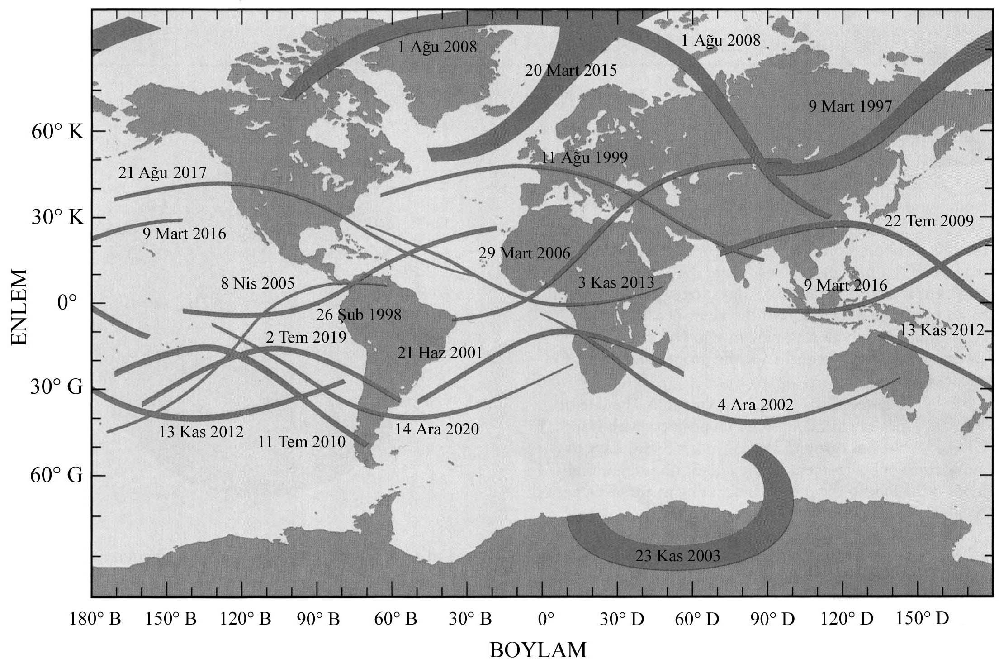 1 Ağu 2008
1 Ağu 2008
20 Mart 2015
9 Mart 1997
60° K
11 Ağu 1999
21 Ağu 2017
30° K
22 Tem 2009
9 Mart 2016
29 Mart 2006
8 Nis 2005
3 Kas 2013
9 Mart 2016
0°
26 Şub 1998
ENLEM
13 Kas 2012
2 Tem 2019
21 Haz 2001
30° G
4 Ara 2002
13 Kas 2012
14 Ara 2020
11 Tem 2010
60° G
23 Kas 2003
180° B 150° B 120° B 90° B 60° B 30° B 0° 30° D 60° D 90° D 120° D 150° D
BOYLAM